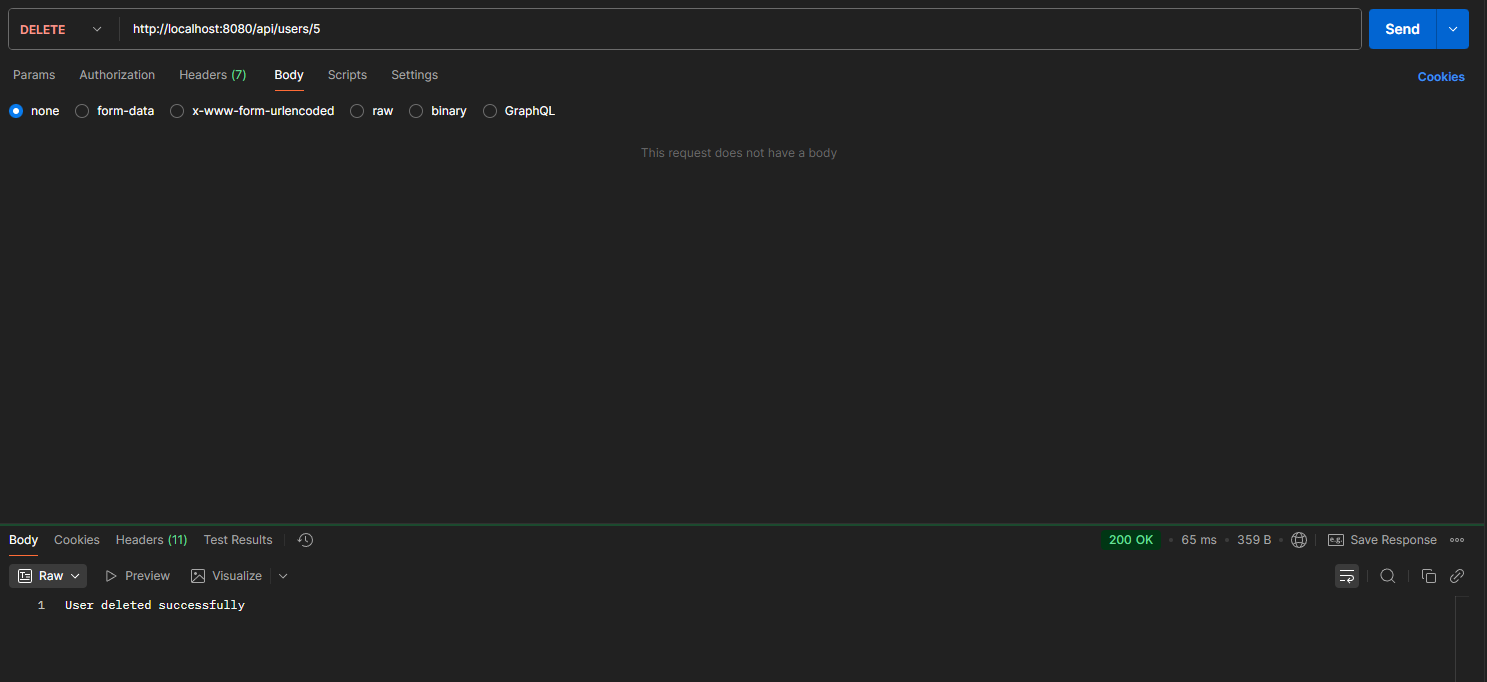 DELETE http://localhost:8080/api/users/5 Send
Params Authorization Headers (7) Body Scripts Settings Cookies
none form-data x-www-form-urlencoded raw binary GraphQL
This request does not have a body
Body Cookies Headers (11) Test Results 200 OK • 65 ms • 359 B • e.g. Save Response
Raw Preview Visualize
1 User deleted successfully